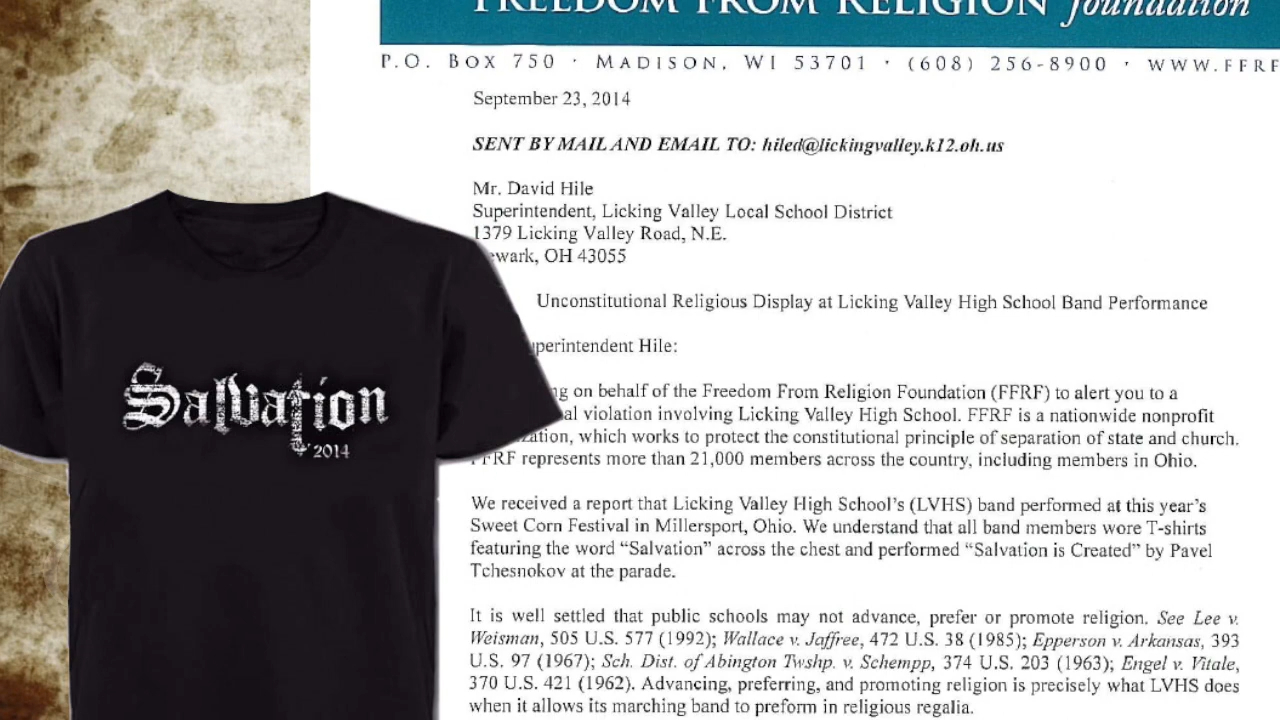 FREEDOM FROM RELIGION foundation
P.O. BOX 750 · MADISON, WI 53701 · (608) 256-8900 · WWW.FFRF
September 23, 2014
SENT BY MAIL AND EMAIL TO: hiled@lickingvalley.k12.oh.us
Mr. David Hile
Superintendent, Licking Valley Local School District
1379 Licking Valley Road, N.E.
ewark, OH 43055
Unconstitutional Religious Display at Licking Valley High School Band Performance
perintendent Hile:
ng on behalf of the Freedom From Religion Foundation (FFRF) to alert you to a
al violation involving Licking Valley High School. FFRF is a nationwide nonprofit
zation, which works to protect the constitutional principle of separation of state and church.
FFRF represents more than 21,000 members across the country, including members in Ohio.
We received a report that Licking Valley High School's (LVHS) band performed at this year's
Sweet Corn Festival in Millersport, Ohio. We understand that all band members wore T-shirts
featuring the word “Salvation” across the chest and performed “Salvation is Created” by Pavel
Tchesnokov at the parade.
It is well settled that public schools may not advance, prefer or promote religion. See Lee v.
Weisman, 505 U.S. 577 (1992); Wallace v. Jaffree, 472 U.S. 38 (1985); Epperson v. Arkansas, 393
U.S. 97 (1967); Sch. Dist. of Abington Twshp. v. Schempp, 374 U.S. 203 (1963); Engel v. Vitale,
370 U.S. 421 (1962). Advancing, preferring, and promoting religion is precisely what LVHS does
when it allows its marching band to preform in religious regalia.
Salvation
2014